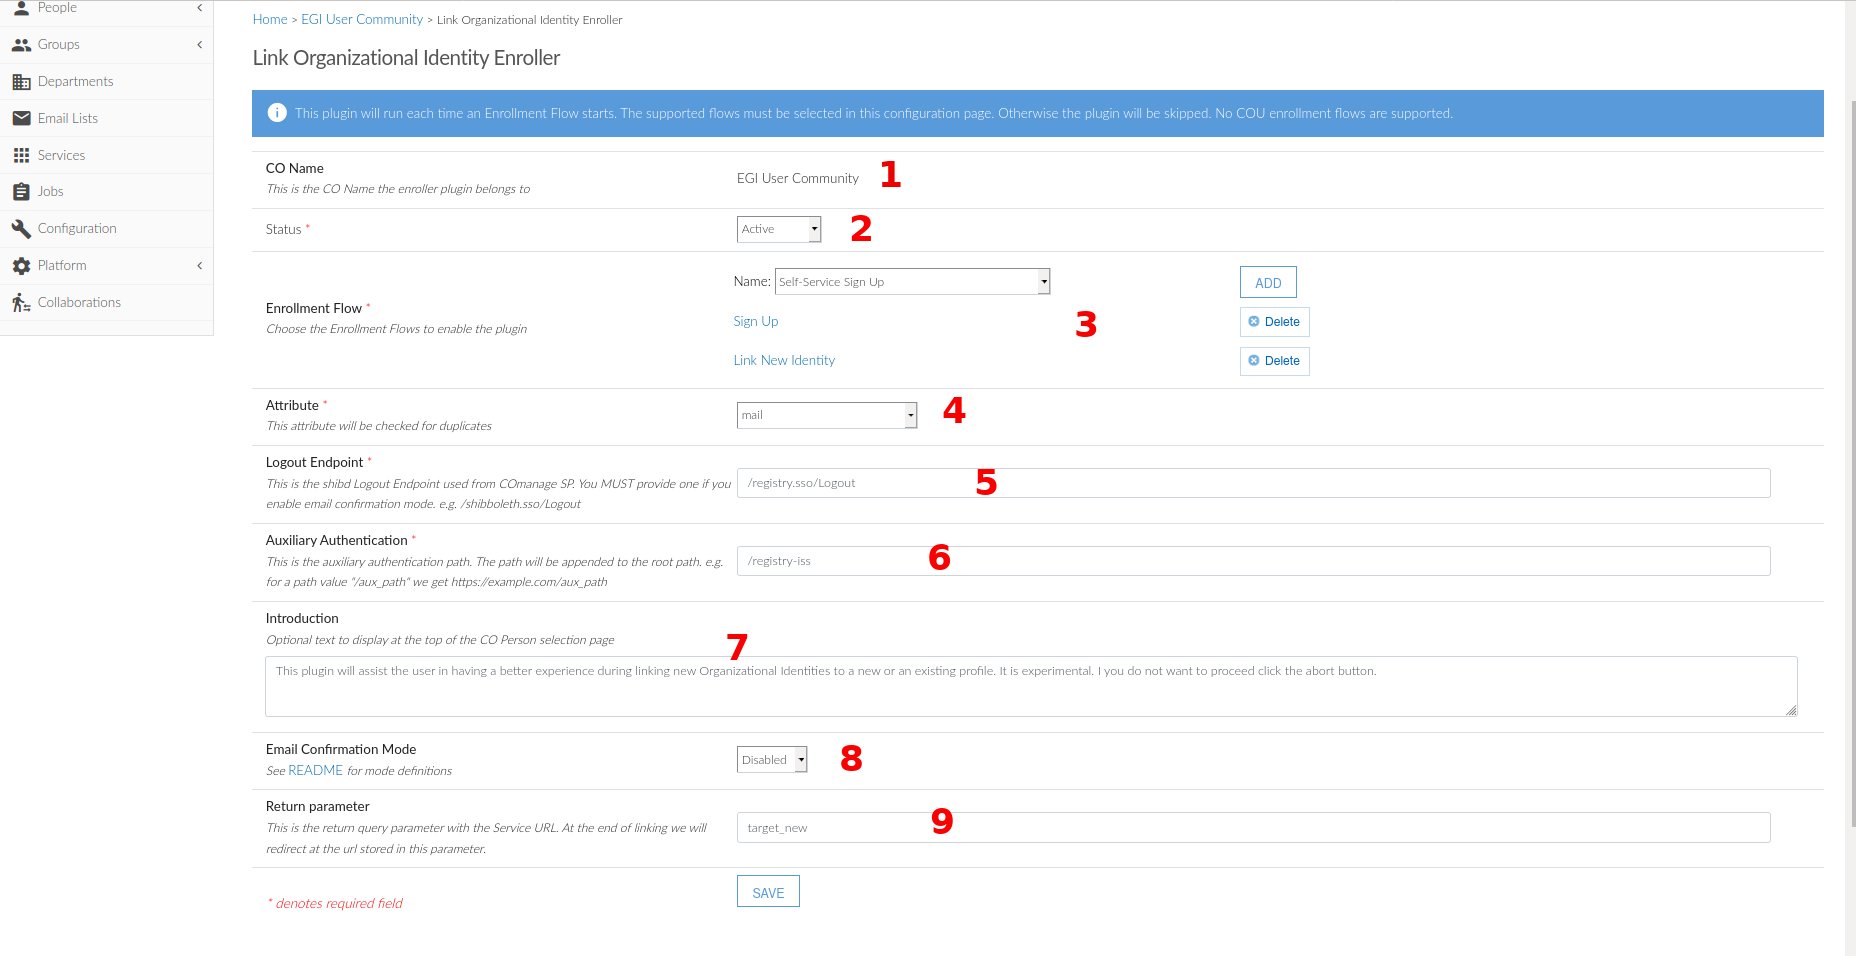 People
Groups
Departments
Email Lists
Services
Jobs
Configuration
Platform
Collaborations
Home > EGI User Community > Link Organizational Identity Enroller
Link Organizational Identity Enroller
This plugin will run each time an Enrollment Flow starts. The supported flows must be selected in this configuration page. Otherwise the plugin will be skipped. No COU enrollment flows are supported.
CO Name
This is the CO Name the enroller plugin belongs to
EGI User Community
1
Status *
Active
2
Enrollment Flow *
Choose the Enrollment Flows to enable the plugin
Name: Self-Service Sign Up
ADD
Sign Up
Delete
3
Link New Identity
Delete
Attribute *
This attribute will be checked for duplicates
mail
4
Logout Endpoint *
This is the shibd Logout Endpoint used from COmanage SP. You MUST provide one if you
enable email confirmation mode. e.g. /shibboleth.sso/Logout
/registry.sso/Logout
5
Auxiliary Authentication *
This is the auxiliary authentication path. The path will be appended to the root path. e.g.
for a path value "/aux_path" we get https://example.com/aux_path
/registry-iss
6
Introduction
Optional text to display at the top of the CO Person selection page
7
This plugin will assist the user in having a better experience during linking new Organizational Identities to a new or an existing profile. It is experimental. I you do not want to proceed click the abort button.
Email Confirmation Mode
See README for mode definitions
Disabled
8
Return parameter
This is the return query parameter with the Service URL. At the end of linking we will
redirect at the url stored in this parameter.
target_new
9
* denotes required field
SAVE